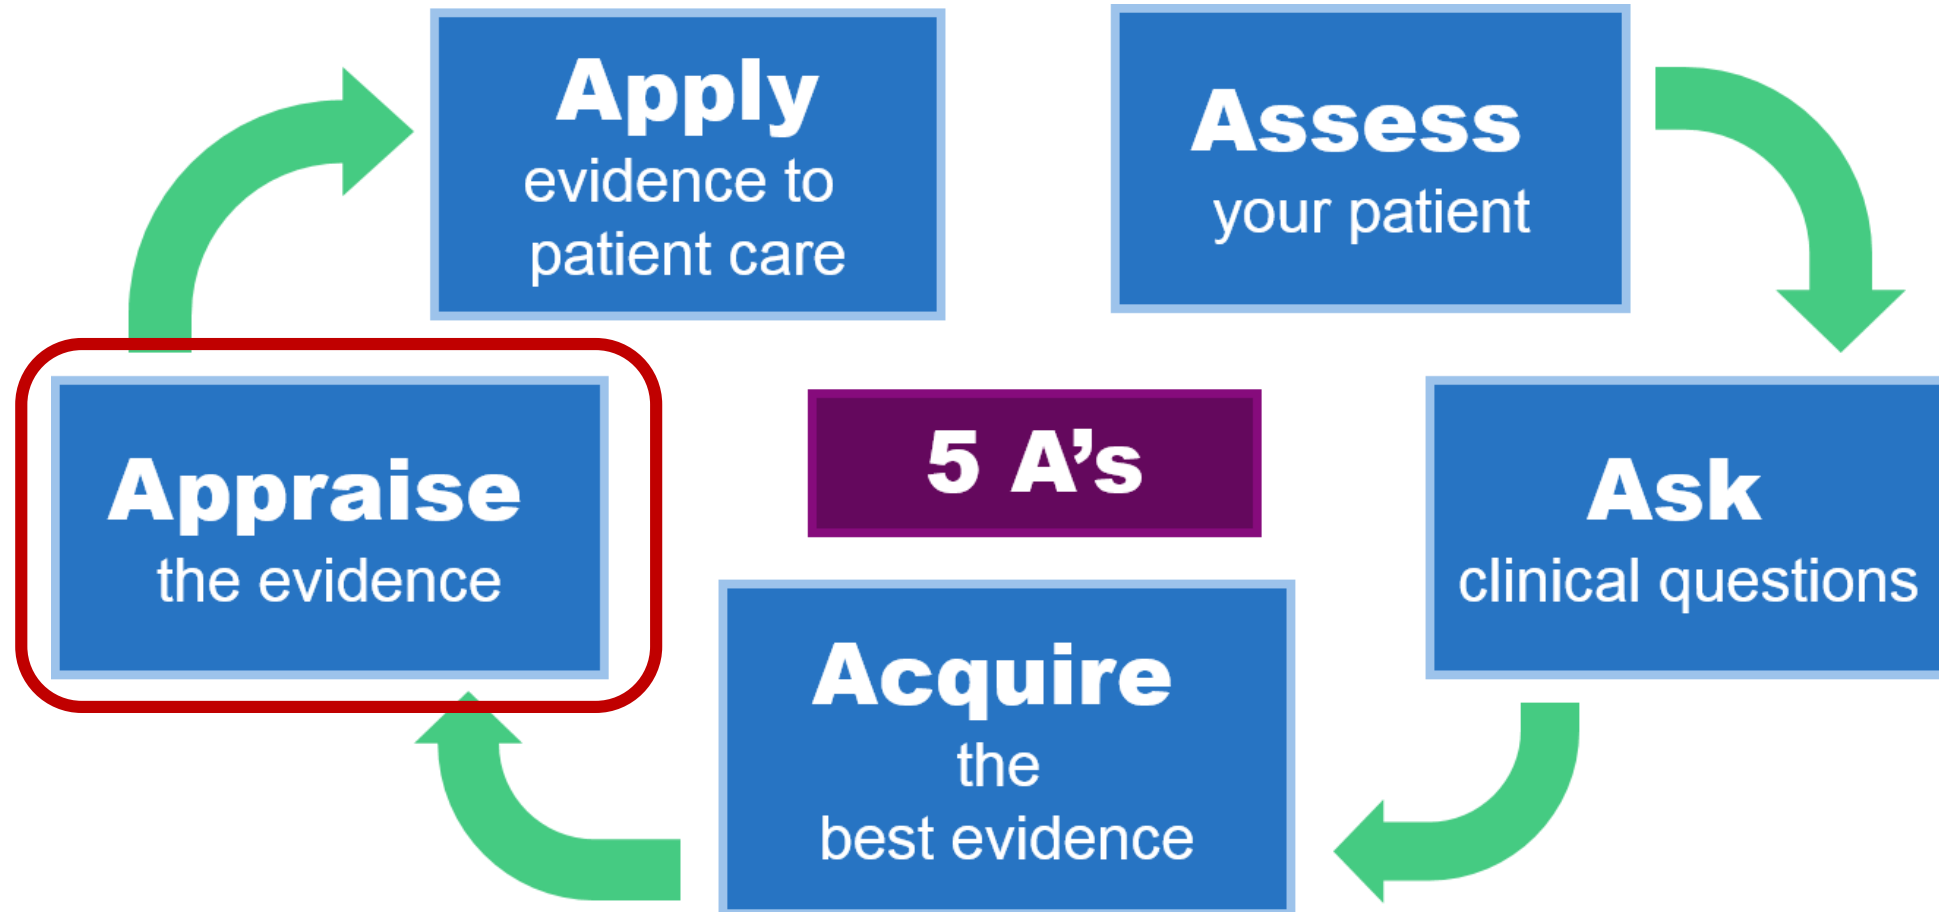 Apply
evidence to
patient care
Assess
your patient
Appraise
the evidence
5 A’s
Ask
clinical questions
Acquire
the
best evidence